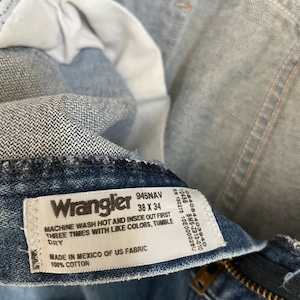 Wrangler 945NAV
38 X 34
MACHINE WASH HOT AND INSIDE OUT FIRST
THREE TIMES WITH LIKE COLORS, TUMBLE
DRY
MADE IN MEXICO OF US FABRIC
100% COTTON